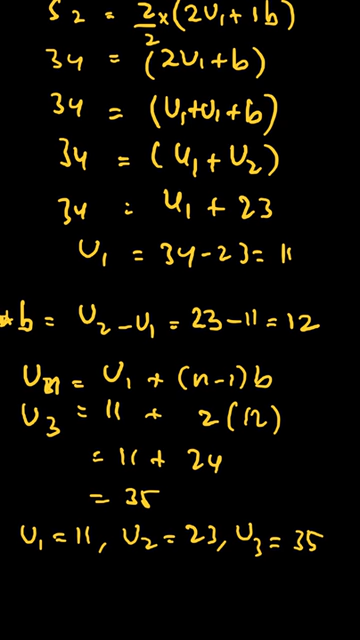 S2 = 2/2 x (2U1 + 1b)
34 = (2U1 + b)
34 = (U1 + U1 + b)
34 = (U1 + U2)
34 = U1 + 23
U1 = 34 - 23 = 11
* b = U2 - U1 = 23 - 11 = 12
Un = U1 + (n-1)b
U3 = 11 + 2(12)
= 11 + 24
= 35
U1 = 11, U2 = 23, U3 = 35